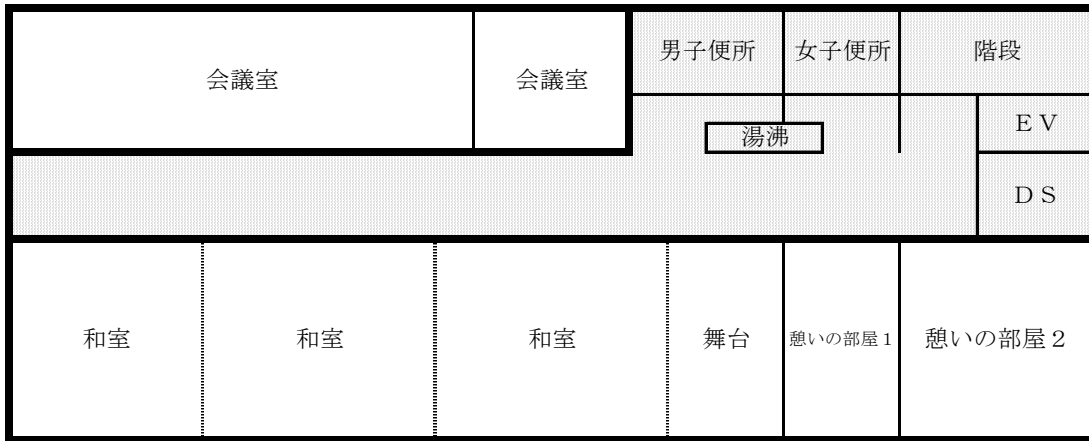 会議室
会議室
男子便所
女子便所
階段
湯沸
ＥＶ
ＤＳ
和室
和室
和室
舞台
憩いの部屋１
憩いの部屋２